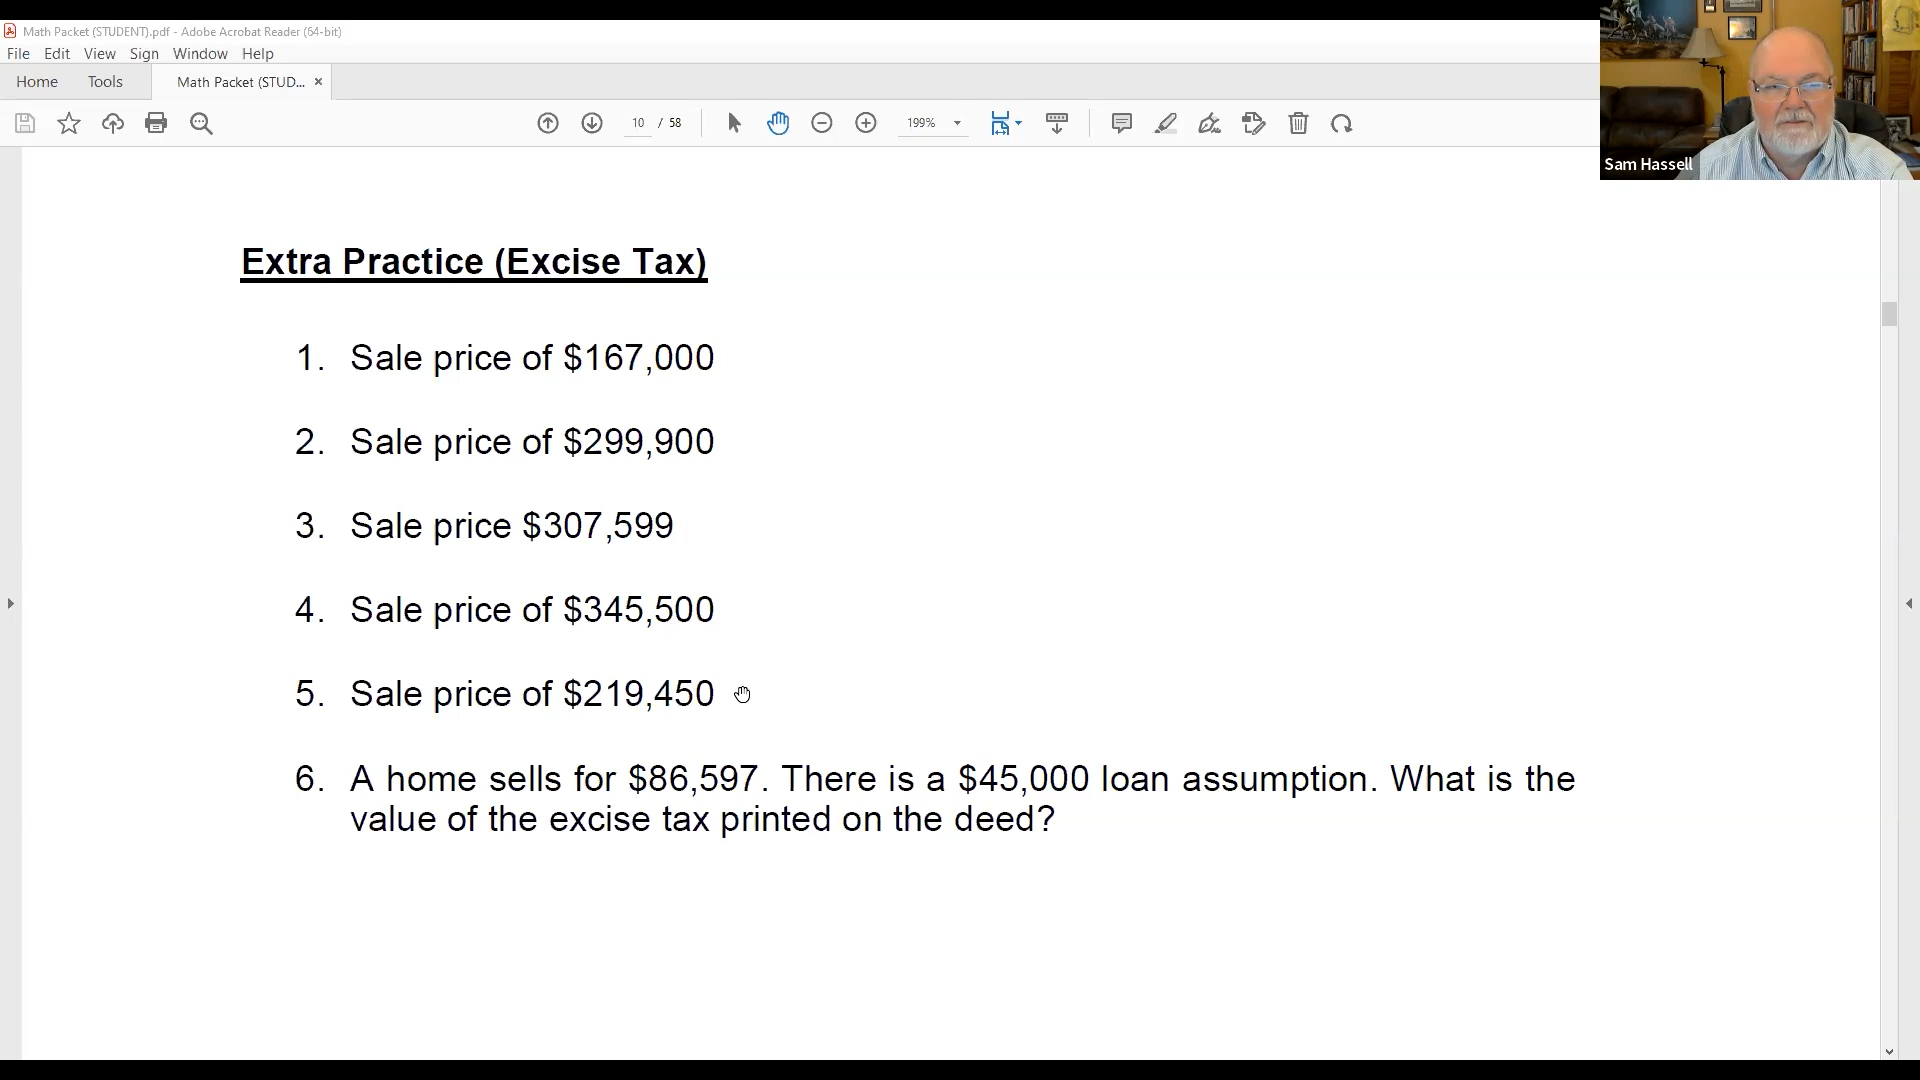 Math Packet (STUDENT).pdf - Adobe Acrobat Reader (64-bit)
File Edit View Sign Window Help
Home Tools Math Packet (STUD... ×
10 / 58 199%
Sam Hassell
Extra Practice (Excise Tax)
1. Sale price of $167,000
2. Sale price of $299,900
3. Sale price $307,599
4. Sale price of $345,500
5. Sale price of $219,450
6. A home sells for $86,597. There is a $45,000 loan assumption. What is the
value of the excise tax printed on the deed?